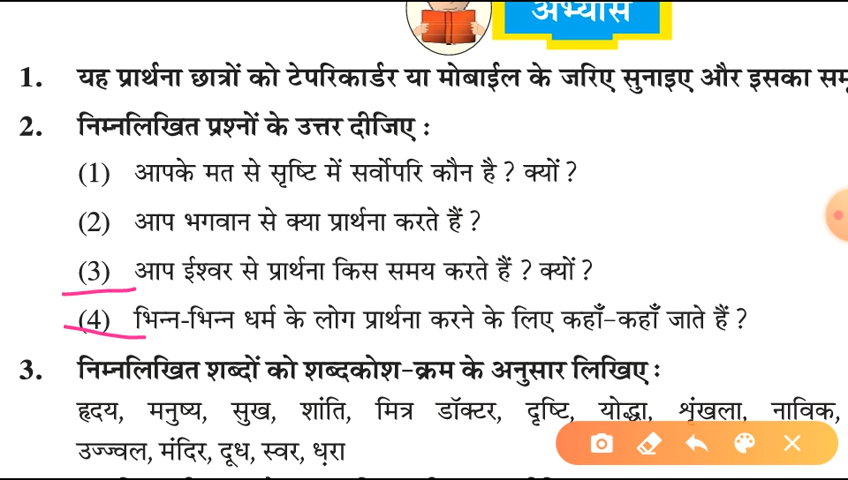 अभ्यास
1. यह प्रार्थना छात्रों को टेपरिकार्डर या मोबाईल के जरिए सुनाइए और इसका
2. निम्नलिखित प्रश्नों के उत्तर दीजिए :
(1) आपके मत से सृष्टि में सर्वोपरि कौन है ? क्यों ?
(2) आप भगवान से क्या प्रार्थना करते हैं ?
(3) आप ईश्वर से प्रार्थना किस समय करते हैं ? क्यों ?
(4) भिन्न-भिन्न धर्म के लोग प्रार्थना करने के लिए कहाँ-कहाँ जाते हैं ?
3. निम्नलिखित शब्दों को शब्दकोश-क्रम के अनुसार लिखिए :
हृदय, मनुष्य, सुख, शांति, मित्र डॉक्टर, दृष्टि, योद्धा, शृंखला, नाविक,
उज्ज्वल, मंदिर, दूध, स्वर, धरा